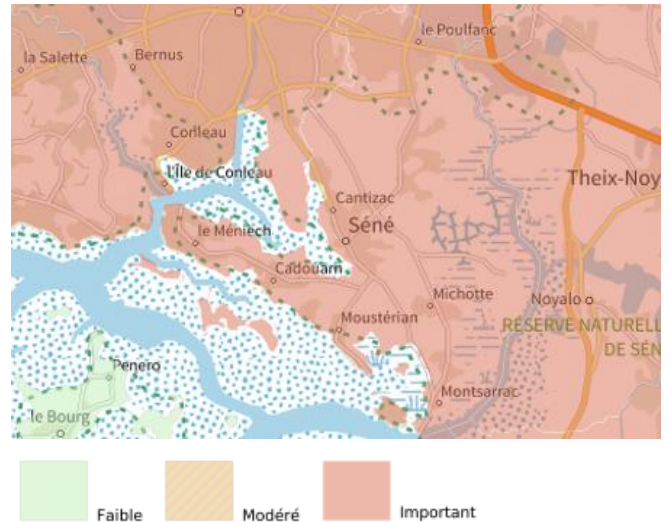 le Poulfanc
la Salette
Bernus
Conleau
L'Île de Conleau
Theix-Noy
Cantizac
Séné
le Méniech
Cadouarn
Michotte
Noyalo
Moustérian
RÉSERVE NATURELL
DE SÉN
Penero
Montsarrac
le Bourg
Faible
Modéré
Important